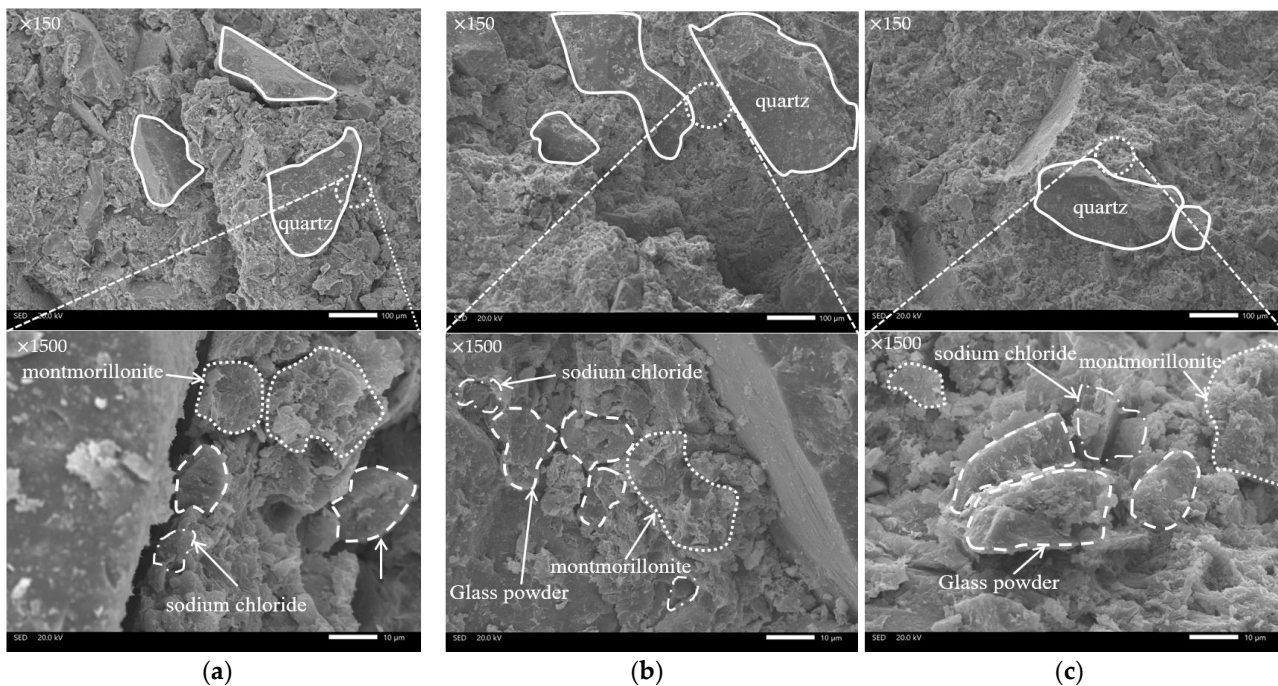 ×150
quartz
SED 20.0 kV 100 µm
×1500
montmorillonite
sodium chloride
SED 20.0 kV 10 µm
(a)
×150
quartz
SED 20.0 kV 100 µm
×1500
sodium chloride
montmorillonite
Glass powder
SED 20.0 kV 10 µm
(b)
×150
quartz
SED 20.0 kV 100 µm
×1500
sodium chloride
montmorillonite
Glass powder
SED 20.0 kV 10 µm
(c)